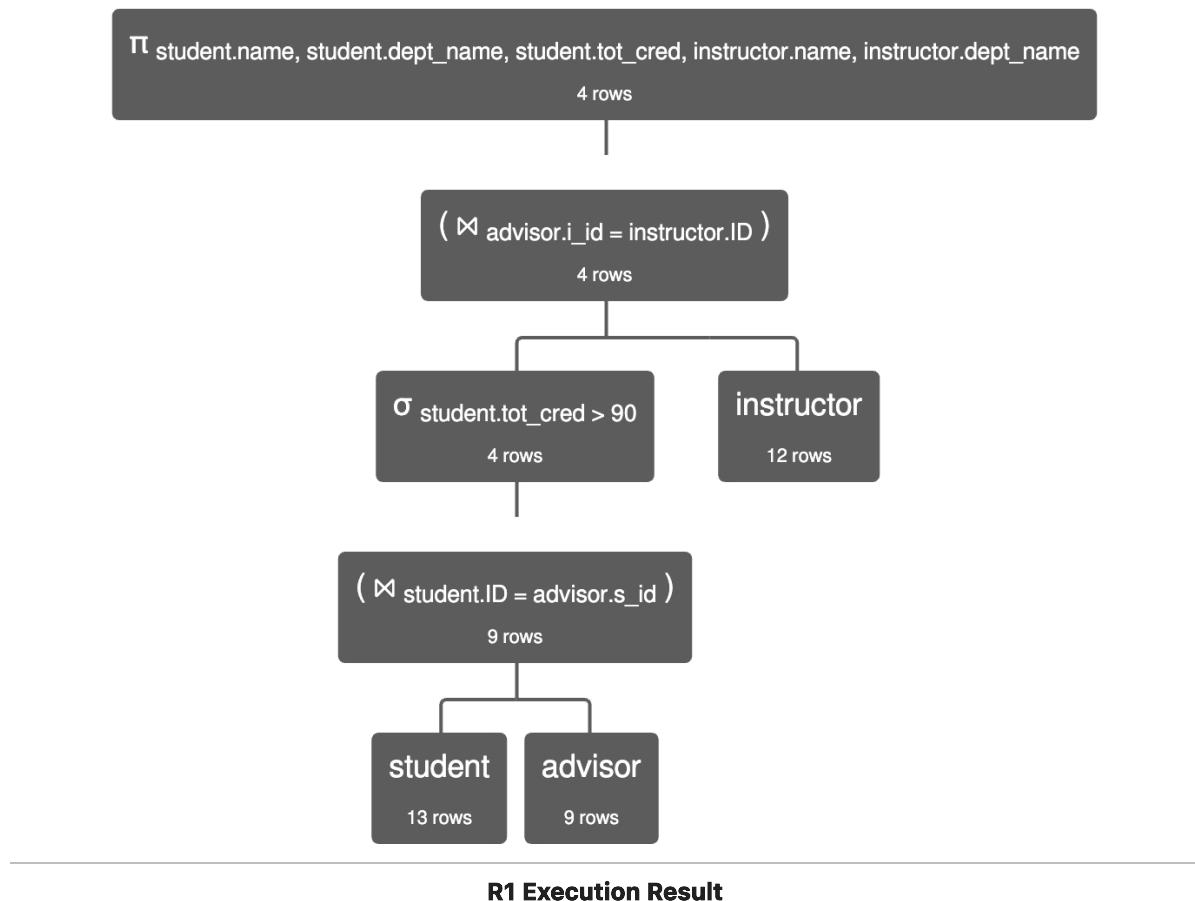 π student.name, student.dept_name, student.tot_cred, instructor.name, instructor.dept_name
4 rows
( ⋈ advisor.i_id = instructor.ID )
4 rows
σ student.tot_cred > 90
4 rows
instructor
12 rows
( ⋈ student.ID = advisor.s_id )
9 rows
student
13 rows
advisor
9 rows
R1 Execution Result